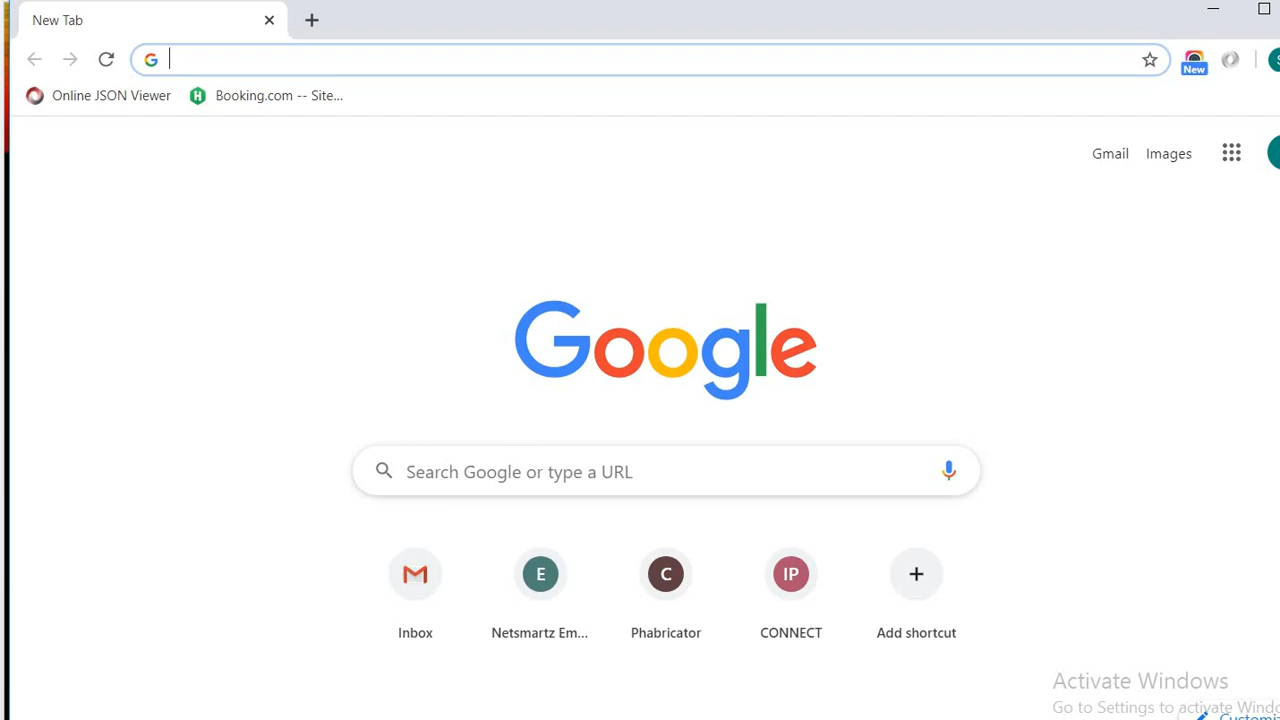 New Tab
New
Online JSON Viewer
Booking.com -- Site...
Gmail
Images
Google
Search Google or type a URL
E
C
IP
Inbox
Netsmartz Em...
Phabricator
CONNECT
Add shortcut
Activate Windows
Go to Settings to activate Wind